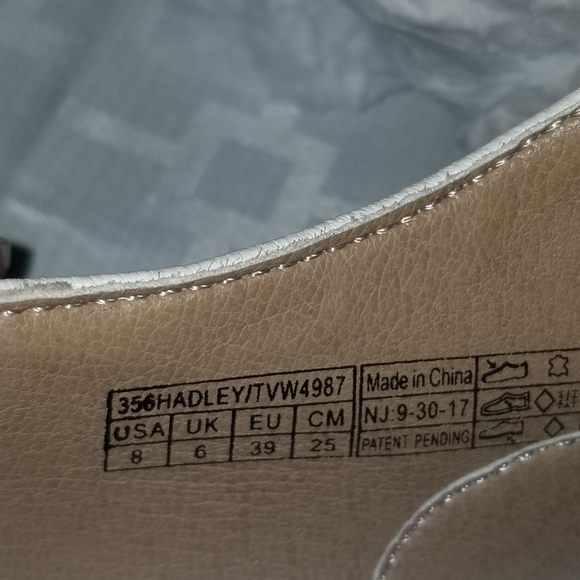 356HADLEY/TVW4987
USA UK EU CM
8 6 39 25
Made in China
NJ:9-30-17
PATENT PENDING